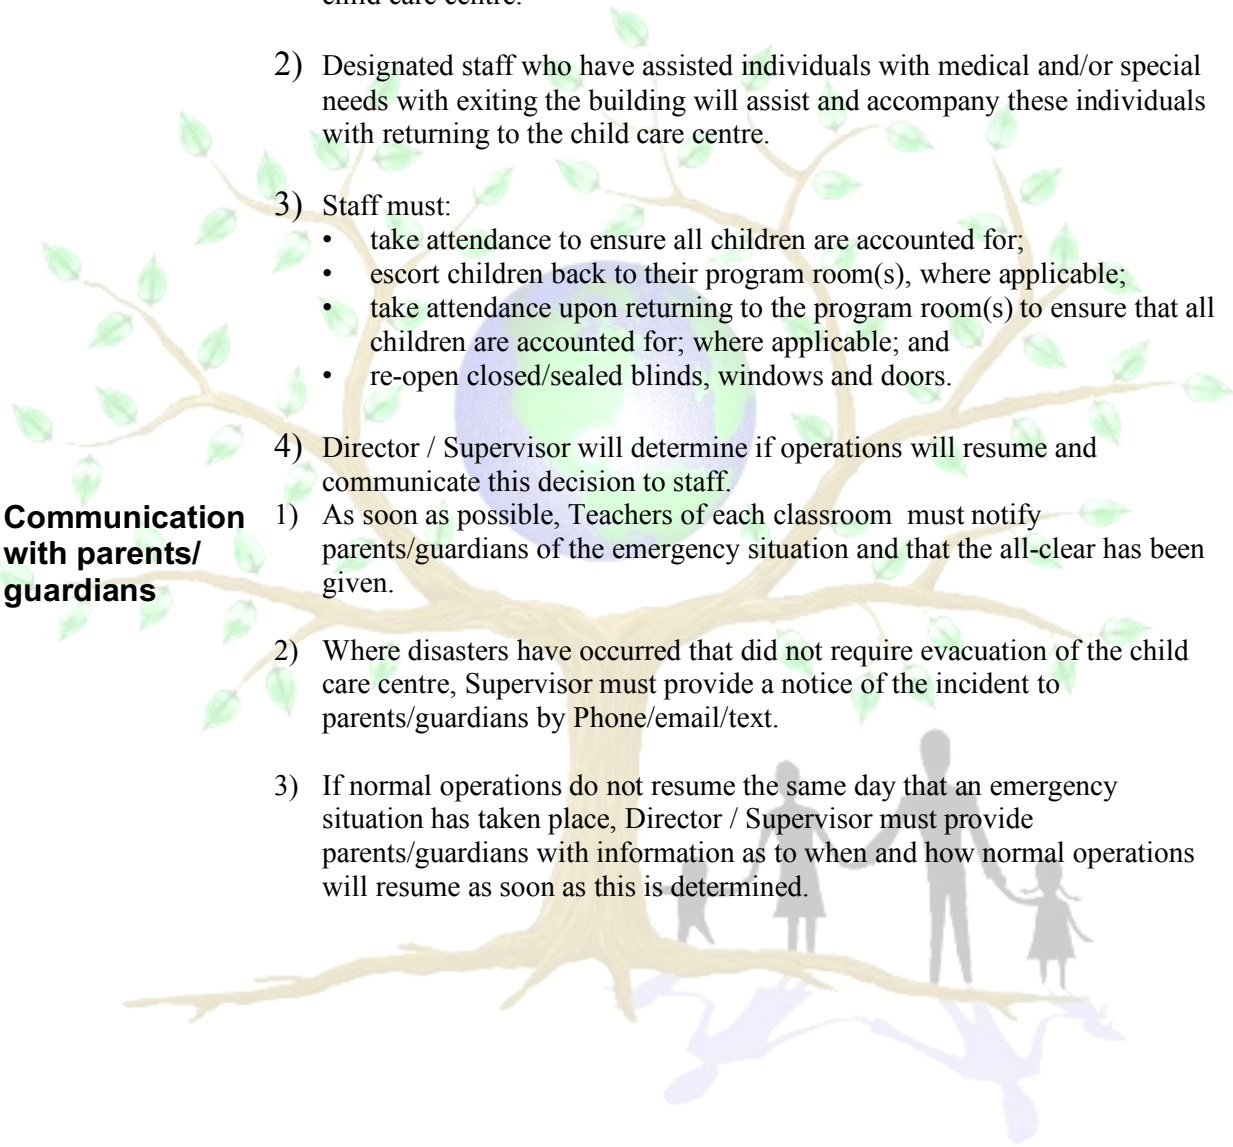 child care centre.
2) Designated staff who have assisted individuals with medical and/or special
needs with exiting the building will assist and accompany these individuals
with returning to the child care centre.
3) Staff must:
• take attendance to ensure all children are accounted for;
• escort children back to their program room(s), where applicable;
• take attendance upon returning to the program room(s) to ensure that all
children are accounted for; where applicable; and
• re-open closed/sealed blinds, windows and doors.
4) Director / Supervisor will determine if operations will resume and
communicate this decision to staff.
Communication
with parents/
guardians
1) As soon as possible, Teachers of each classroom  must notify
parents/guardians of the emergency situation and that the all-clear has been
given.
2) Where disasters have occurred that did not require evacuation of the child
care centre, Supervisor must provide a notice of the incident to
parents/guardians by Phone/email/text.
3) If normal operations do not resume the same day that an emergency
situation has taken place, Director / Supervisor must provide
parents/guardians with information as to when and how normal operations
will resume as soon as this is determined.